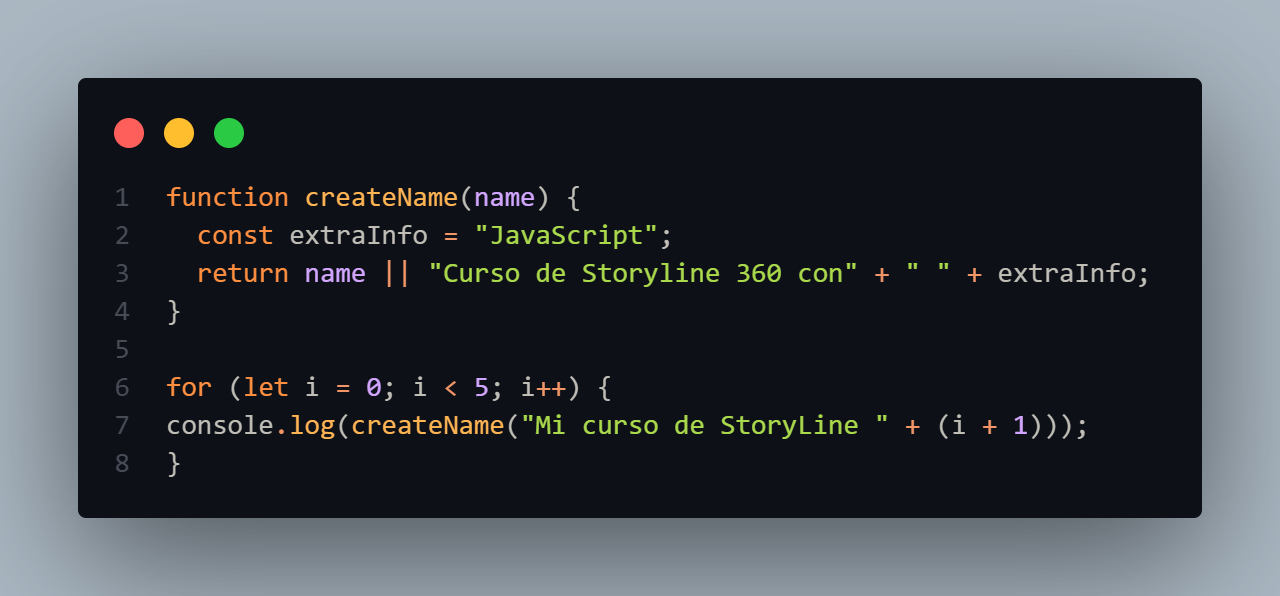 1 function createName(name) {
2   const extraInfo = "JavaScript";
3   return name || "Curso de Storyline 360 con" + " " + extraInfo;
4 }
5
6 for (let i = 0; i < 5; i++) {
7 console.log(createName("Mi curso de StoryLine " + (i + 1)));
8 }